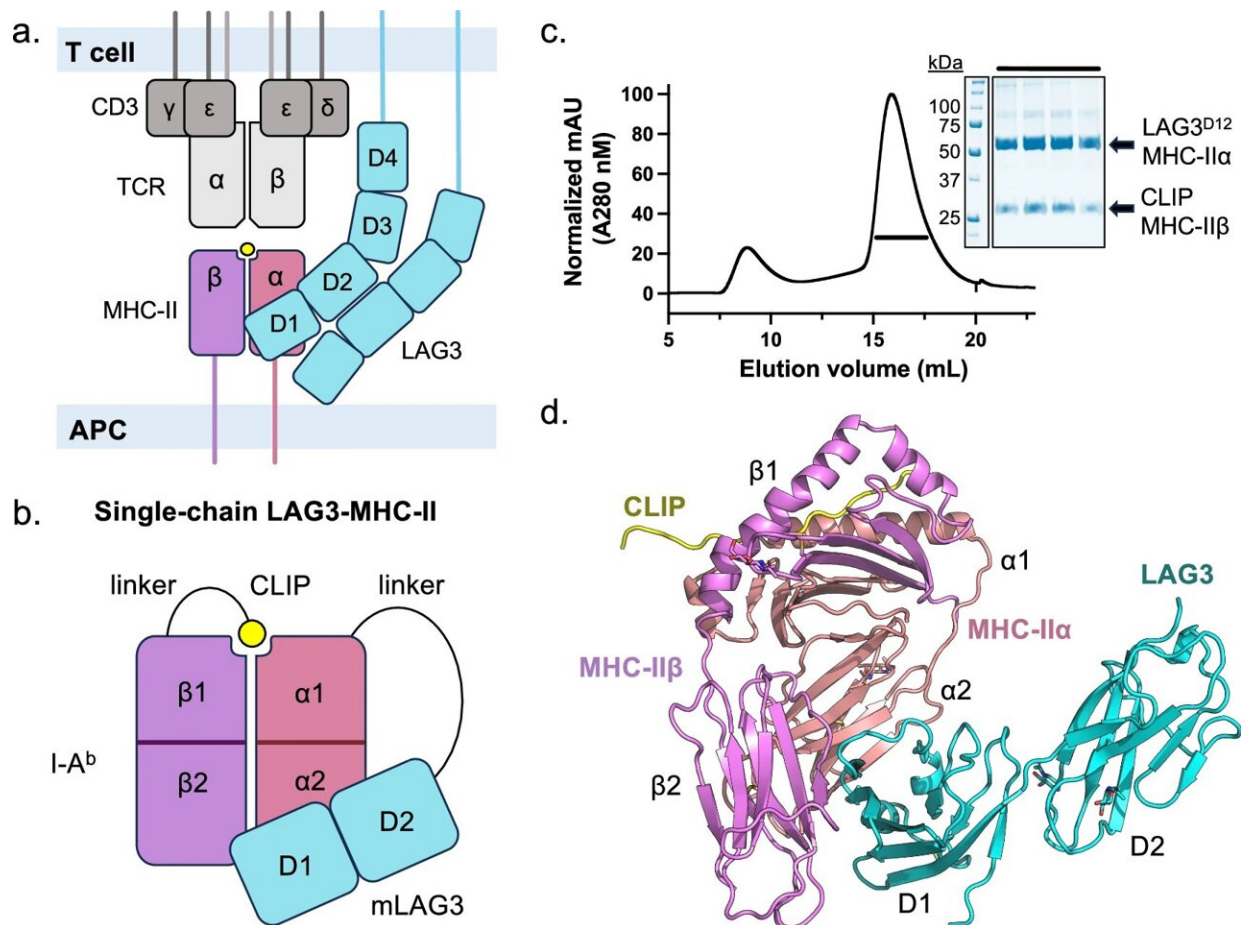 a.
T cell
CD3
γ
ε
ε
δ
TCR
α
β
D4
D3
D2
D1
MHC-II
β
α
LAG3
APC
b.
Single-chain LAG3-MHC-II
linker
CLIP
linker
β1
α1
I-Aᵇ
β2
α2
D1
D2
mLAG3
c.
Normalized mAU
(A280 nM)
100
80
60
40
20
0
5
10
15
20
Elution volume (mL)
kDa
100
75
50
37
25
LAG3ᴰ¹²
MHC-IIα
CLIP
MHC-IIβ
d.
β1
CLIP
α1
LAG3
MHC-IIα
MHC-IIβ
α2
β2
D1
D2